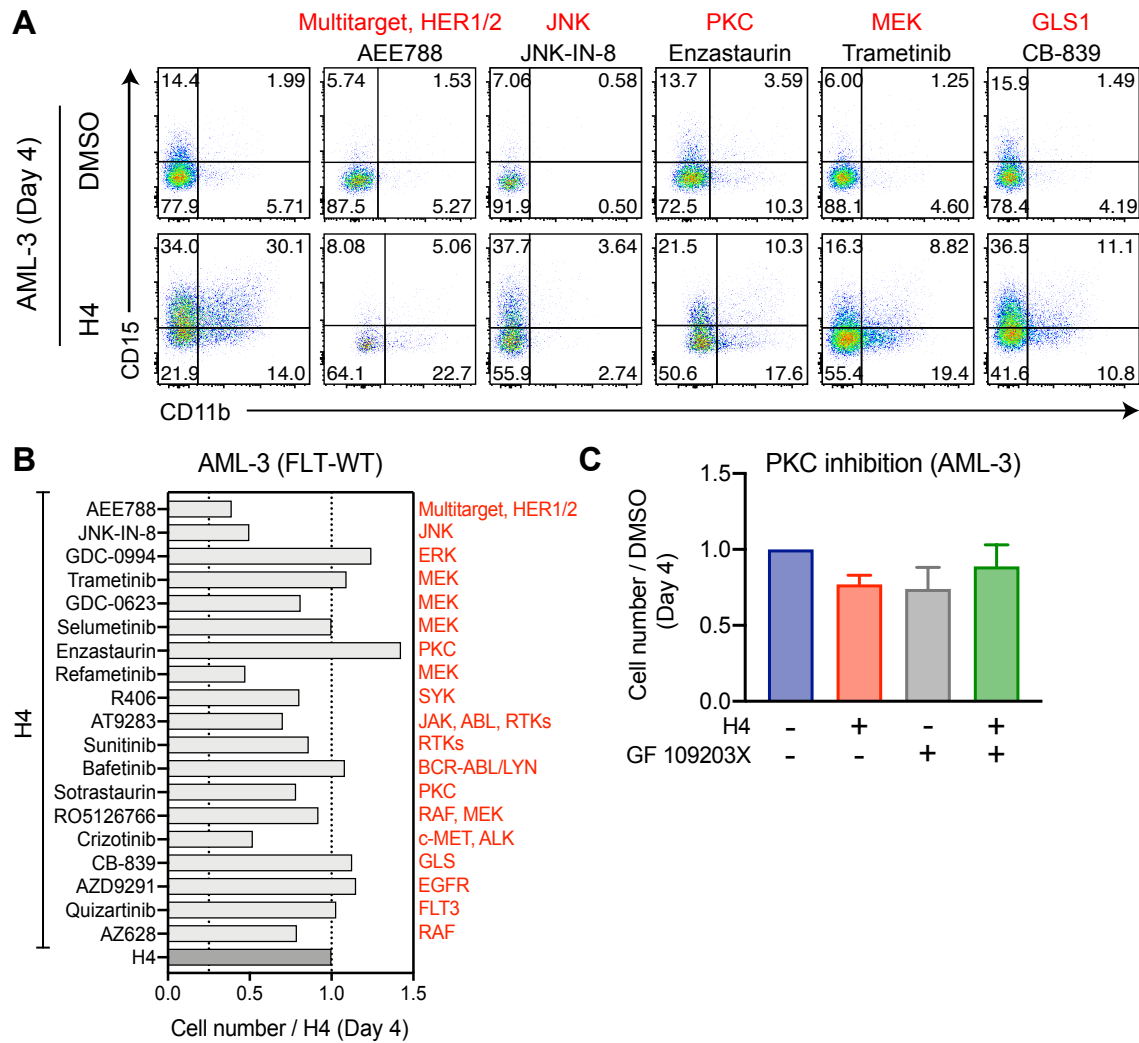 A
Multitarget, HER1/2 JNK PKC MEK GLS1
AEE788 JNK-IN-8 Enzastaurin Trametinib CB-839
AML-3 (Day 4)
DMSO
14.4 1.99 5.74 1.53 7.06 0.58 13.7 3.59 6.00 1.25 15.9 1.49
77.9 5.71 87.5 5.27 91.9 0.50 72.5 10.3 88.1 4.60 78.4 4.19
H4
34.0 30.1 8.08 5.06 37.7 3.64 21.5 10.3 16.3 8.82 36.5 11.1
21.9 14.0 64.1 22.7 55.9 2.74 50.6 17.6 55.4 19.4 41.6 10.8
CD15
CD11b
B
AML-3 (FLT-WT)
H4
AEE788 Multitarget, HER1/2
JNK-IN-8 JNK
GDC-0994 ERK
Trametinib MEK
GDC-0623 MEK
Selumetinib MEK
Enzastaurin PKC
Refametinib MEK
R406 SYK
AT9283 JAK, ABL, RTKs
Sunitinib RTKs
Bafetinib BCR-ABL/LYN
Sotrastaurin PKC
RO5126766 RAF, MEK
Crizotinib c-MET, ALK
CB-839 GLS
AZD9291 EGFR
Quizartinib FLT3
AZ628 RAF
H4
0.0 0.5 1.0 1.5
Cell number / H4 (Day 4)
C
PKC inhibition (AML-3)
Cell number / DMSO
(Day 4)
1.5
1.0
0.5
0.0
H4 - + - +
GF 109203X - - + +